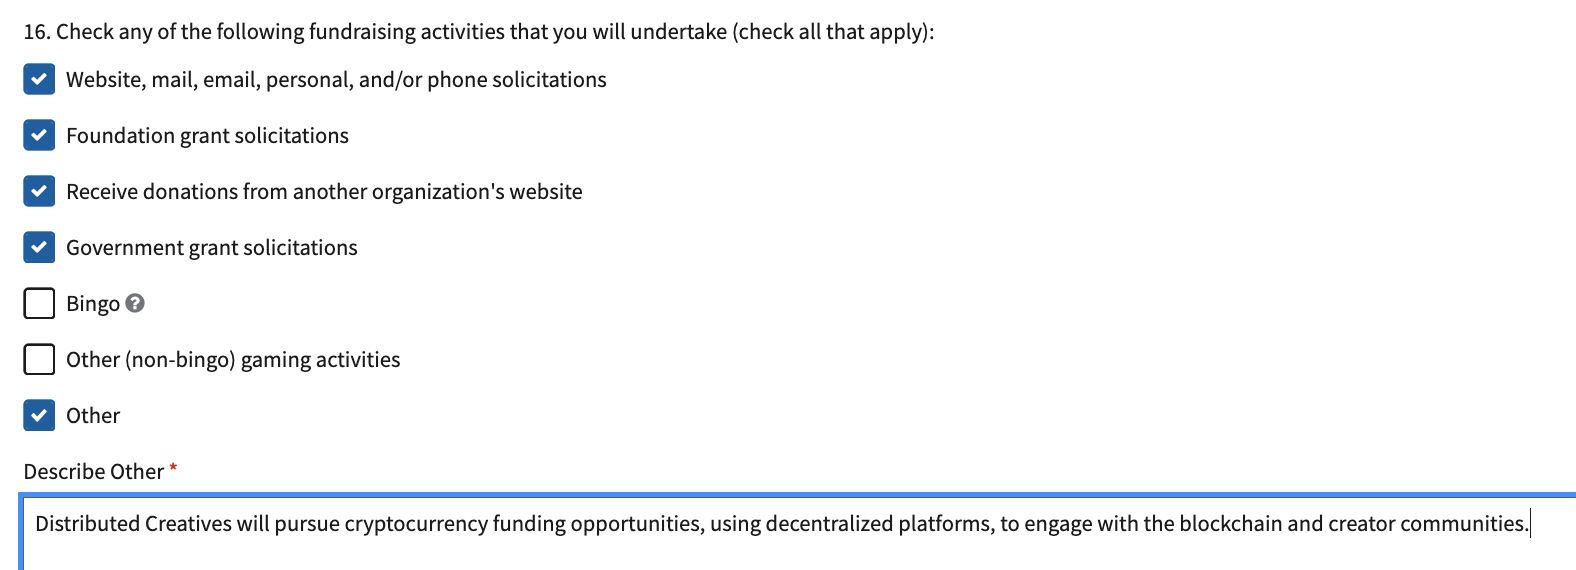 16. Check any of the following fundraising activities that you will undertake (check all that apply):
Website, mail, email, personal, and/or phone solicitations
Foundation grant solicitations
Receive donations from another organization's website
Government grant solicitations
Bingo ?
Other (non-bingo) gaming activities
Other
Describe Other *
Distributed Creatives will pursue cryptocurrency funding opportunities, using decentralized platforms, to engage with the blockchain and creator communities.